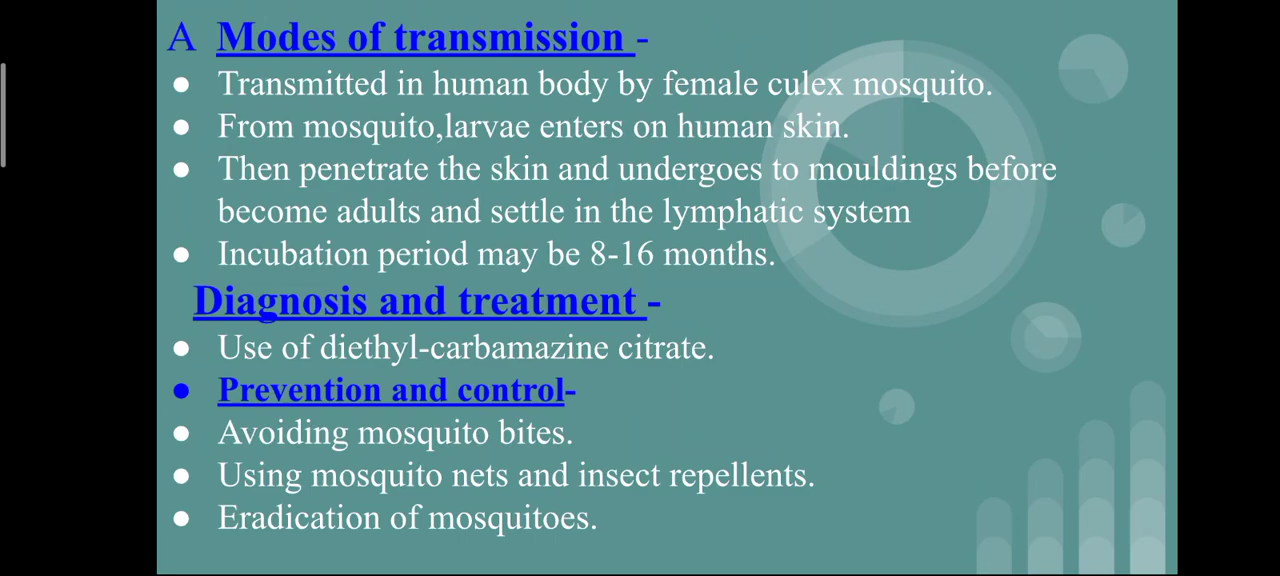 A Modes of transmission -
● Transmitted in human body by female culex mosquito.
● From mosquito,larvae enters on human skin.
● Then penetrate the skin and undergoes to mouldings before
become adults and settle in the lymphatic system
● Incubation period may be 8-16 months.
Diagnosis and treatment -
● Use of diethyl-carbamazine citrate.
● Prevention and control-
● Avoiding mosquito bites.
● Using mosquito nets and insect repellents.
● Eradication of mosquitoes.